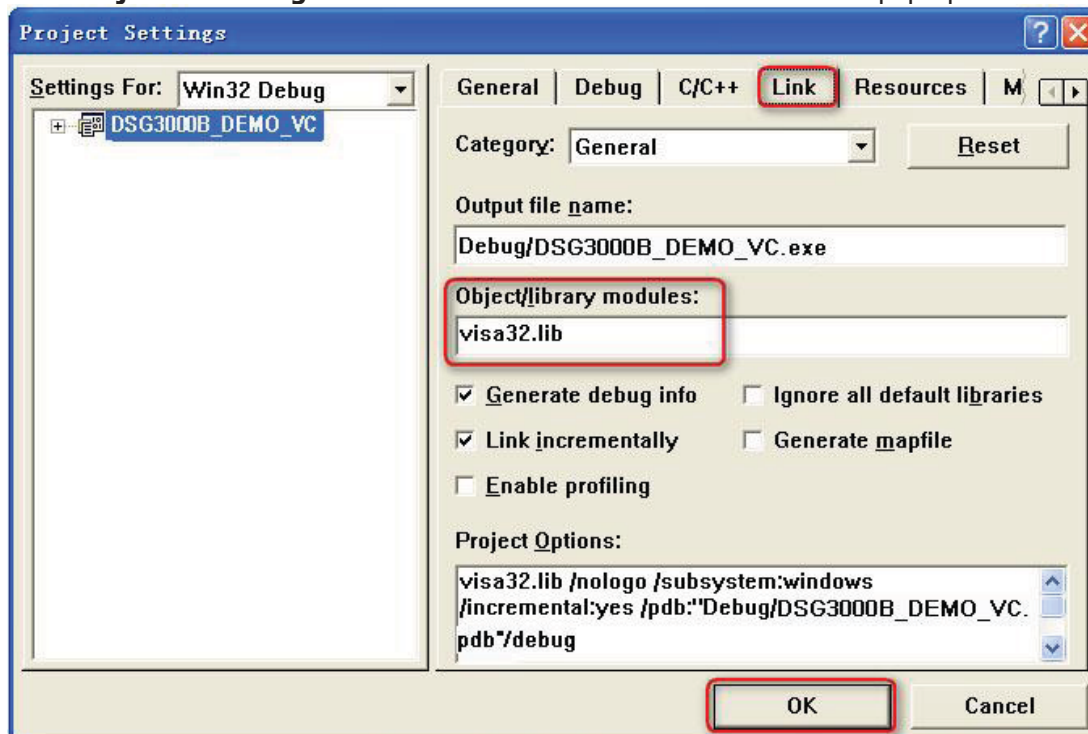 Project Settings
Settings For: Win32 Debug
DSG3000B_DEMO_VC
General Debug C/C++ Link Resources M
Category: General Reset
Output file name:
Debug/DSG3000B_DEMO_VC.exe
Object/library modules:
visa32.lib
Generate debug info Ignore all default libraries
Link incrementally Generate mapfile
Enable profiling
Project Options:
visa32.lib /nologo /subsystem:windows
/incremental:yes /pdb:"Debug/DSG3000B_DEMO_VC.
pdb"/debug
OK Cancel